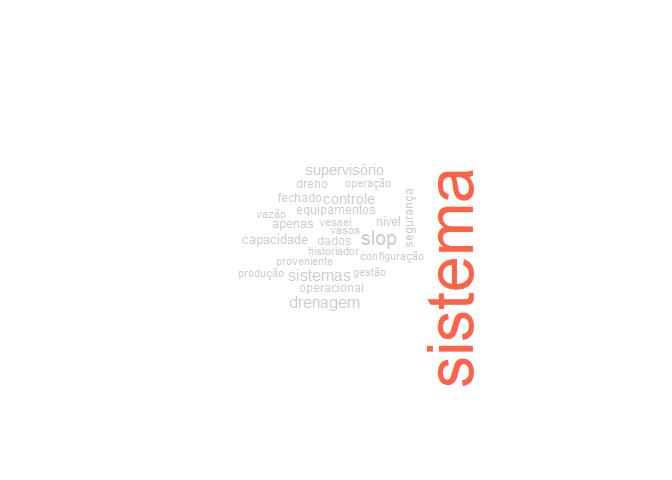 supervisório
dreno operação
fechado controle
segurança
vazão equipamentos
apenas vessel nível
vasos
capacidade dados slop
historiador
proveniente configuração
produção sistemas gestão
operacional
drenagem
sistema